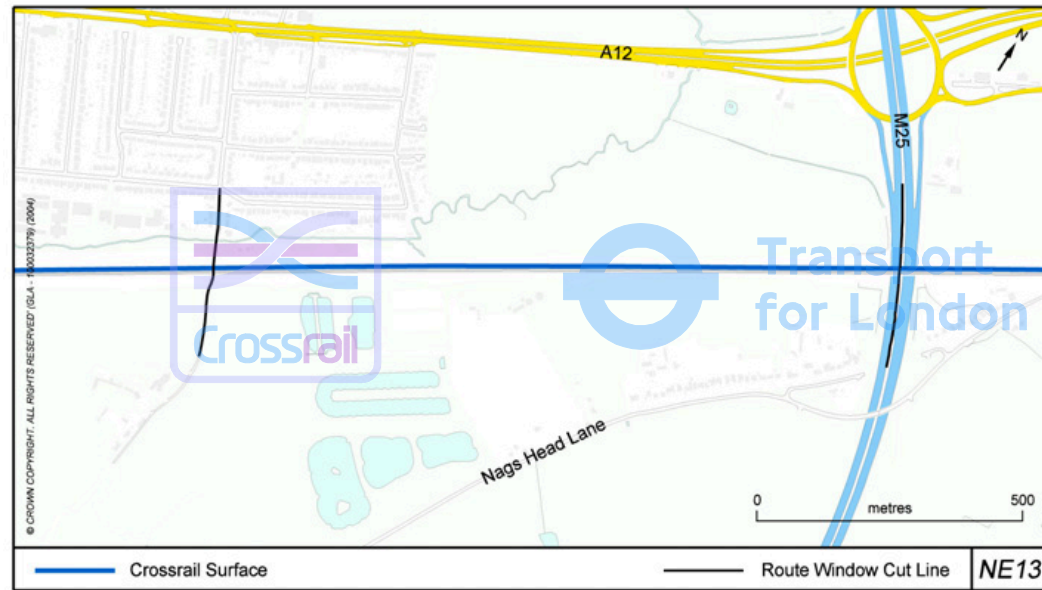 A12
N
M25
© CROWN COPYRIGHT, ALL RIGHTS RESERVED' (GLA - 100032379) (2004)
Crossrail
Transport
for London
Nags Head Lane
0 500
metres
Crossrail Surface
Route Window Cut Line
NE13